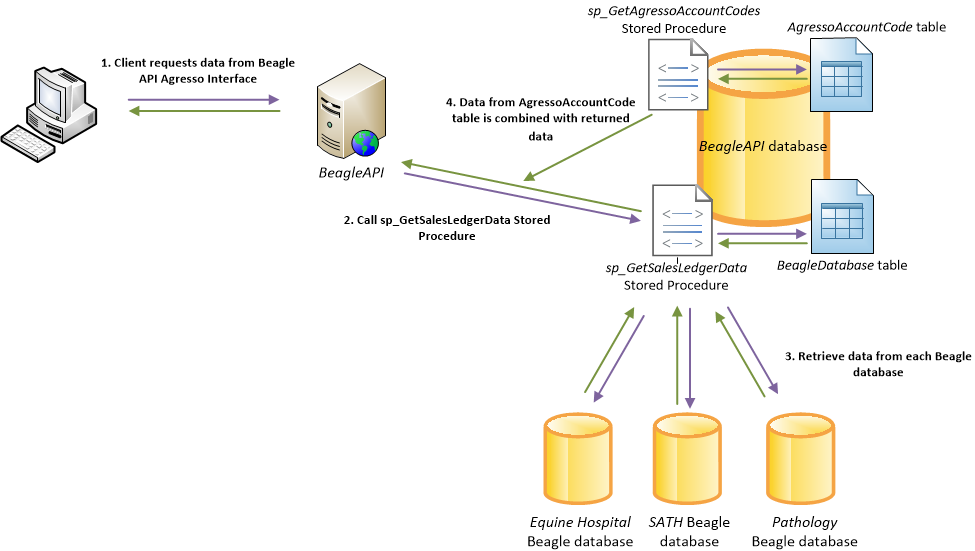 sp_GetAgressoAccountCodes
Stored Procedure
AgressoAccountCode table
1. Client requests data from Beagle
API Agresso Interface
4. Data from AgressoAccountCode
table is combined with returned
data
BeagleAPI database
BeagleAPI
2. Call sp_GetSalesLedgerData Stored
Procedure
sp_GetSalesLedgerData
Stored Procedure
BeagleDatabase table
3. Retrieve data from each Beagle
database
Equine Hospital
Beagle database
SATH Beagle
database
Pathology
Beagle database